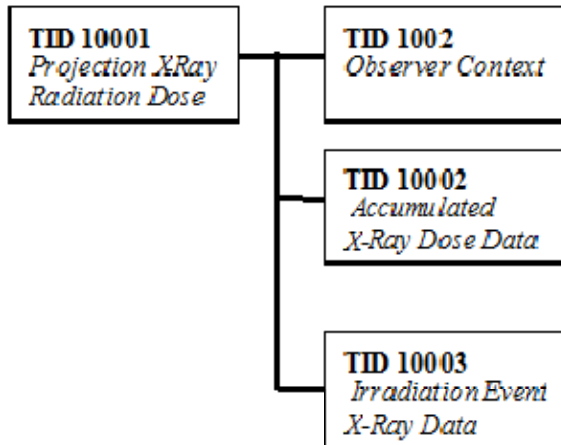 TID 10001
Projection XRay
Radiation Dose
TID 1002
Observer Context
TID 10002
Accumulated
X-Ray Dose Data
TID 10003
Irradiation Event
X-Ray Data